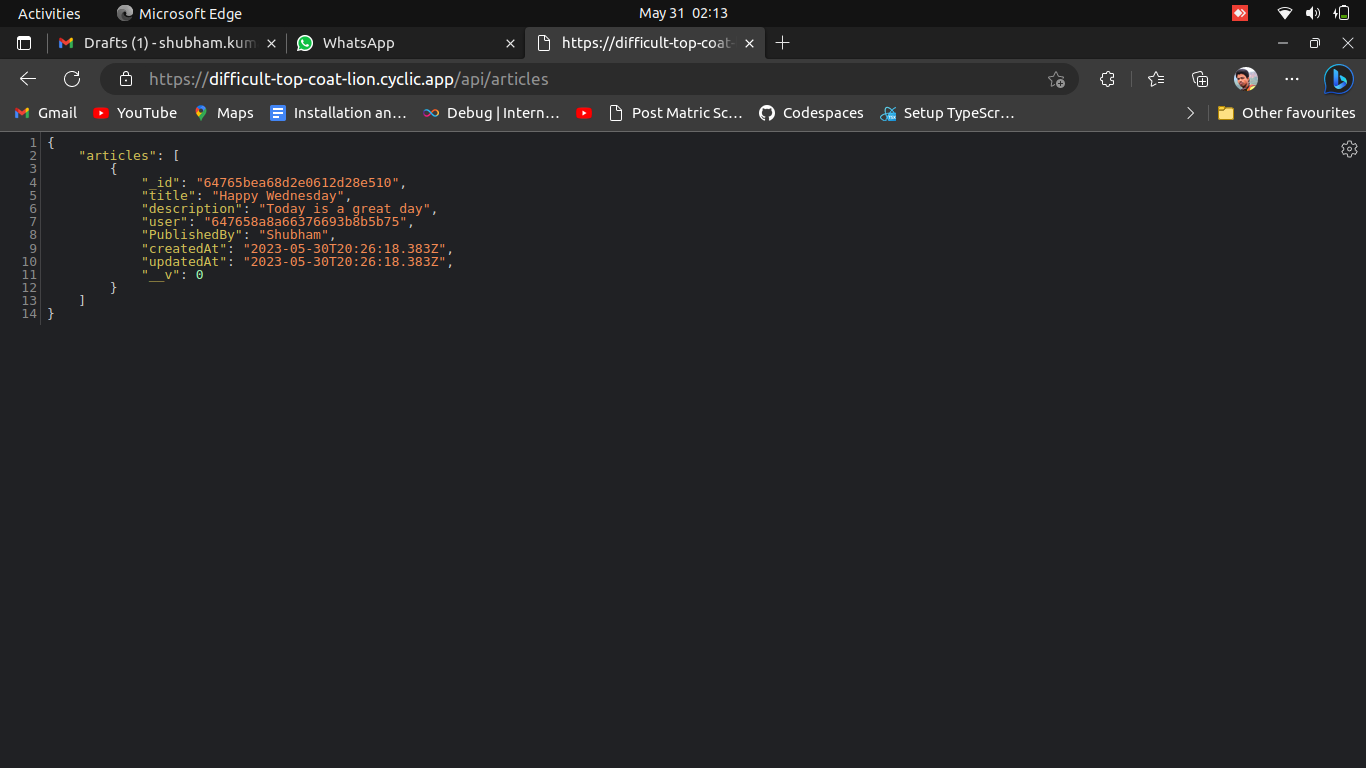 Activities Microsoft Edge May 31 02:13
Drafts (1) - shubham.kum WhatsApp https://difficult-top-coat-
https://difficult-top-coat-lion.cyclic.app/api/articles
Gmail YouTube Maps Installation an... Debug | Intern... Post Matric Sc... Codespaces Setup TypeScr... Other favourites
1 {
2 "articles": [
3 {
4 "_id": "64765bea68d2e0612d28e510",
5 "title": "Happy Wednesday",
6 "description": "Today is a great day",
7 "user": "647658a8a66376693b8b5b75",
8 "PublishedBy": "Shubham",
9 "createdAt": "2023-05-30T20:26:18.383Z",
10 "updatedAt": "2023-05-30T20:26:18.383Z",
11 "__v": 0
12 }
13 ]
14 }